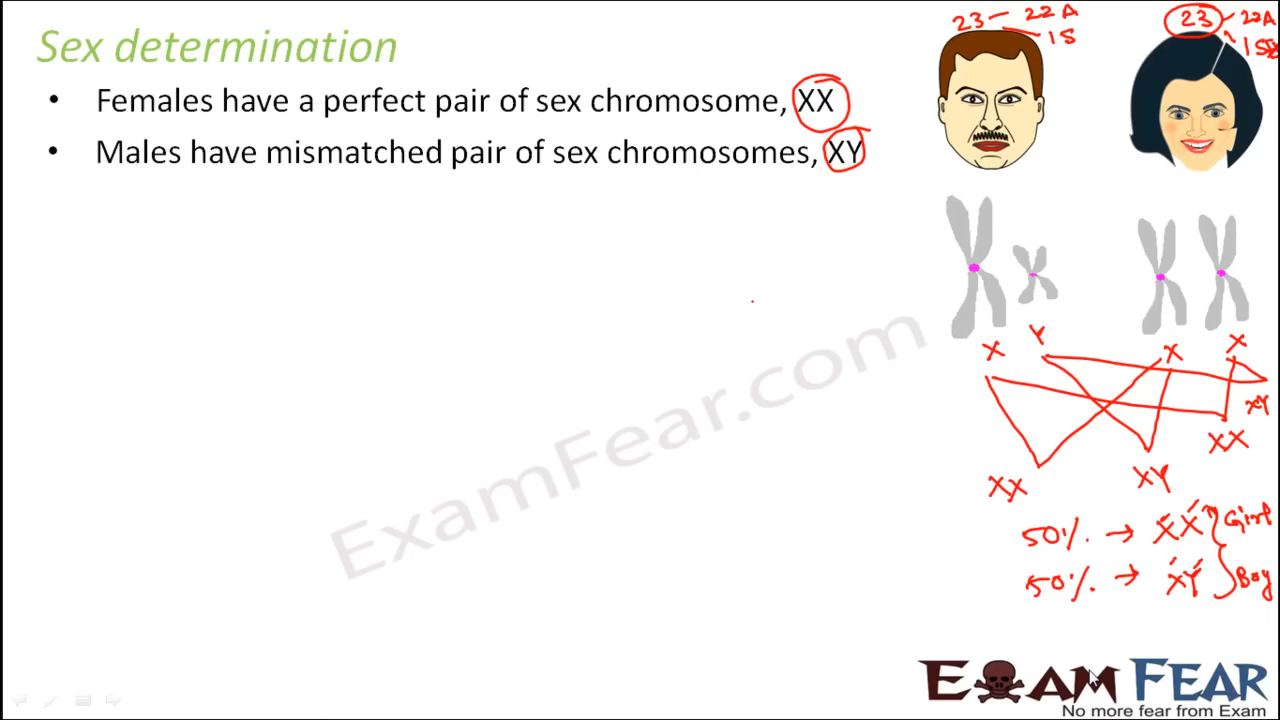 Sex determination
23 - 22A
1S
23 - 22A
1S
• Females have a perfect pair of sex chromosome, XX
• Males have mismatched pair of sex chromosomes, XY
X Y X X
XY
XX
XX XY
50% → XX } Girl
50% → XY } Boy
ExamFear.com
EXAM FEAR
No more fear from Exam